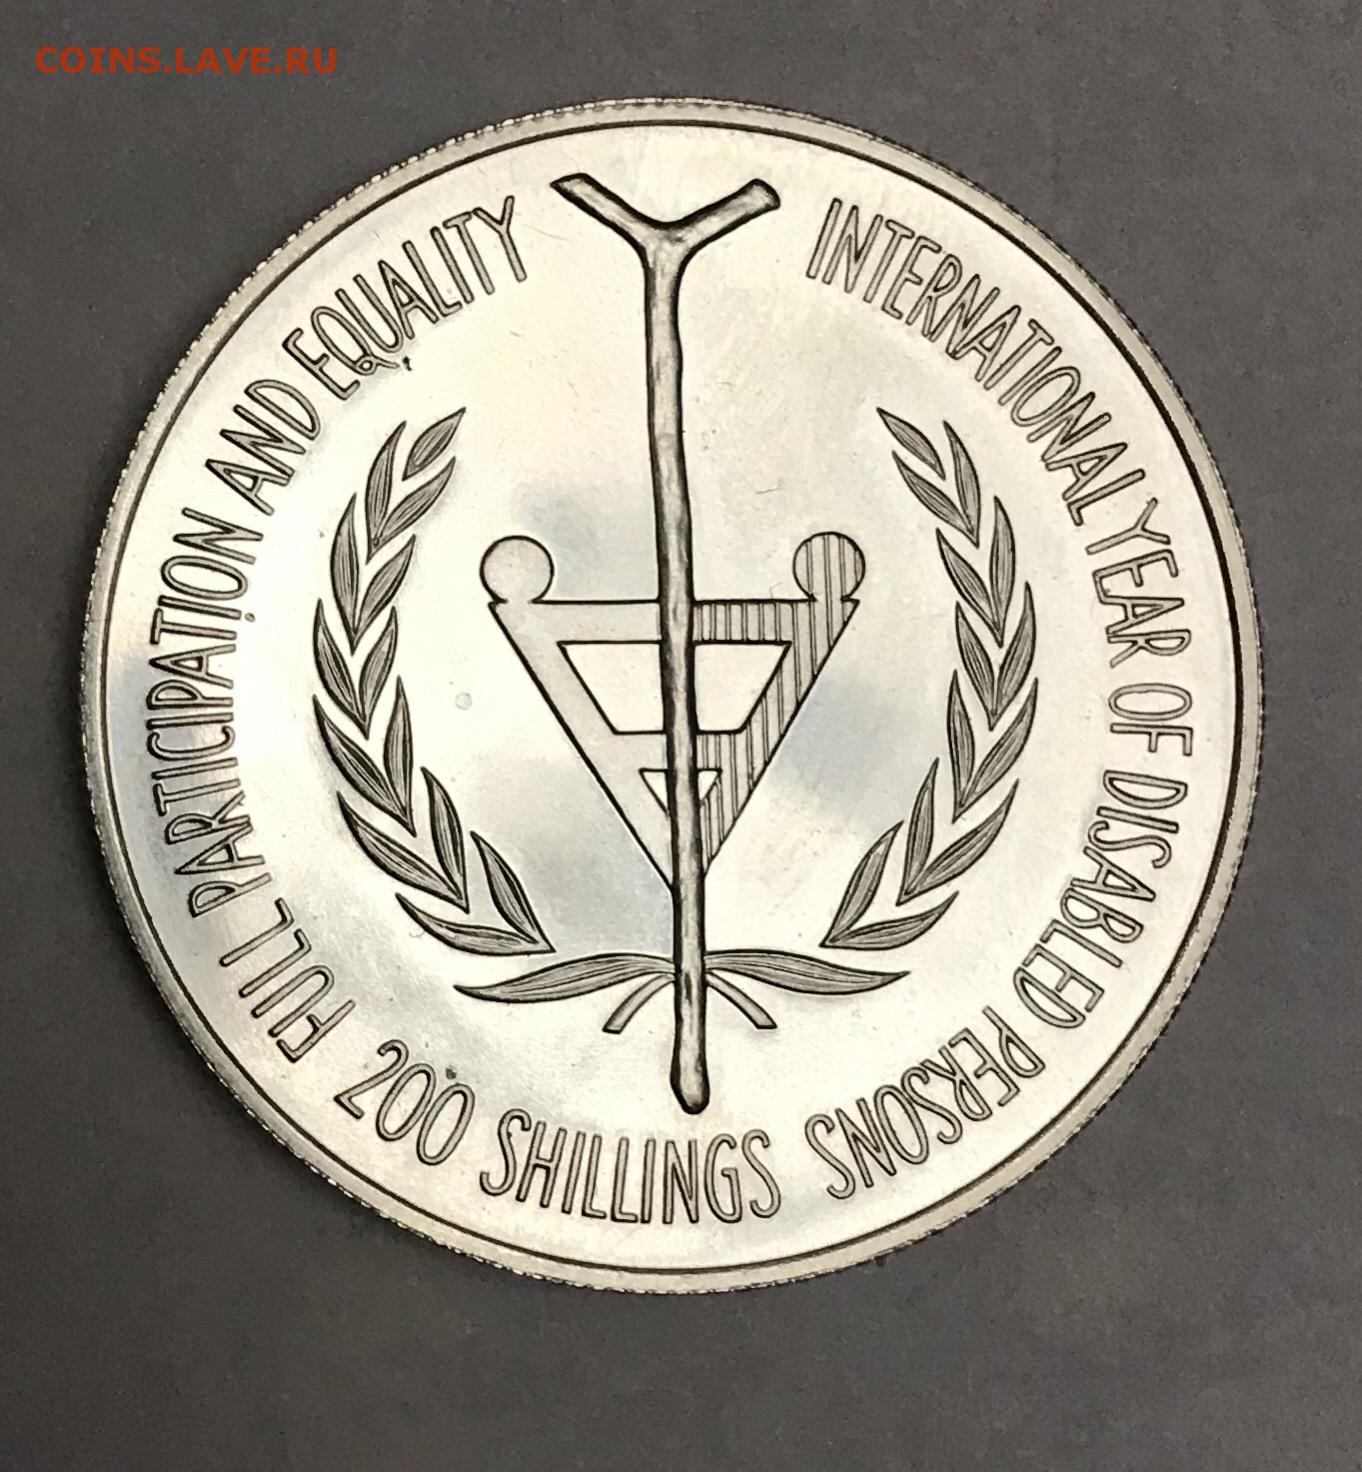 COINS.LAVE.RU
FULL PARTICIPATION AND EQUALITY
INTERNATIONAL YEAR OF DISABLED PERSONS
200 SHILLINGS